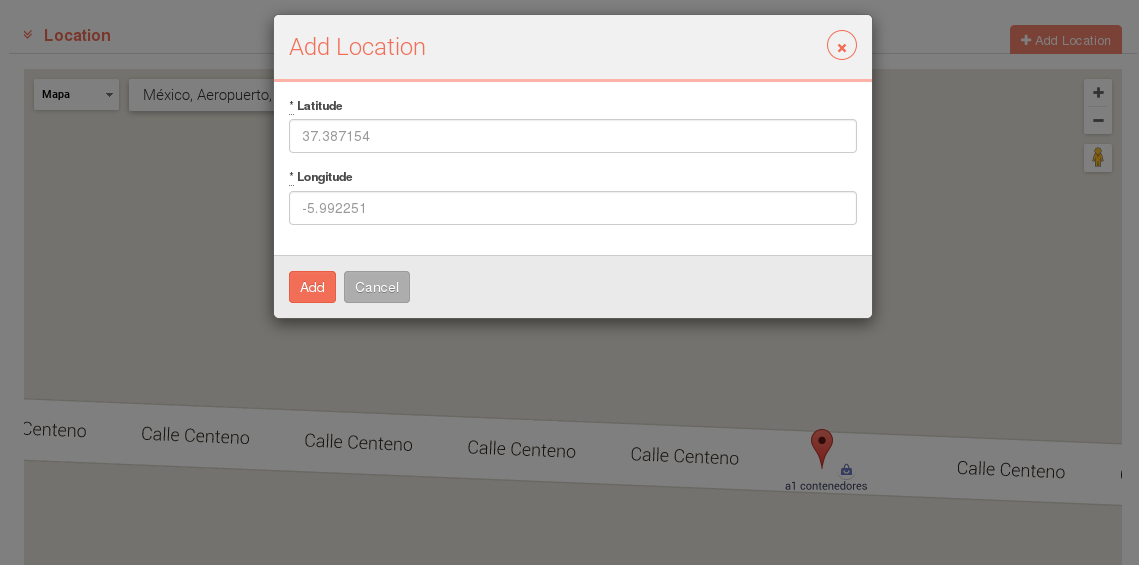 Location
Add Location
Add Location
Mapa
México, Aeropuerto,
* Latitude
37.387154
* Longitude
-5.992251
Add
Cancel
Centeno
Calle Centeno
Calle Centeno
Calle Centeno
Calle Centeno
Calle Centeno
a1 contenedores